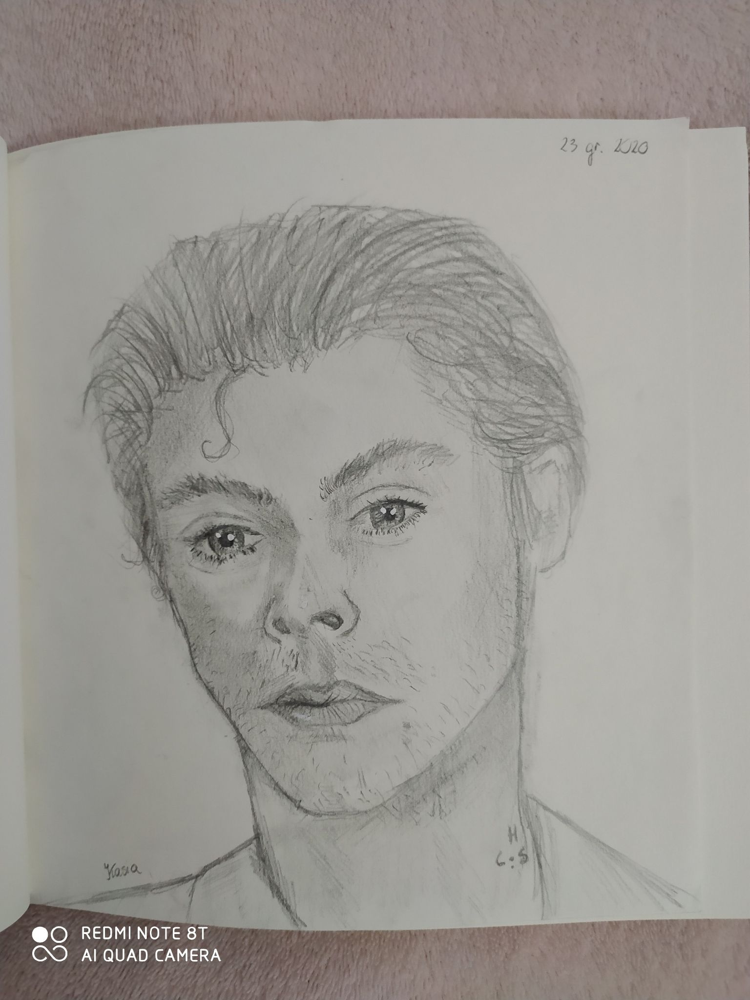 23 gr. 2020
H
G:S
Kasia
REDMI NOTE 8T
AI QUAD CAMERA